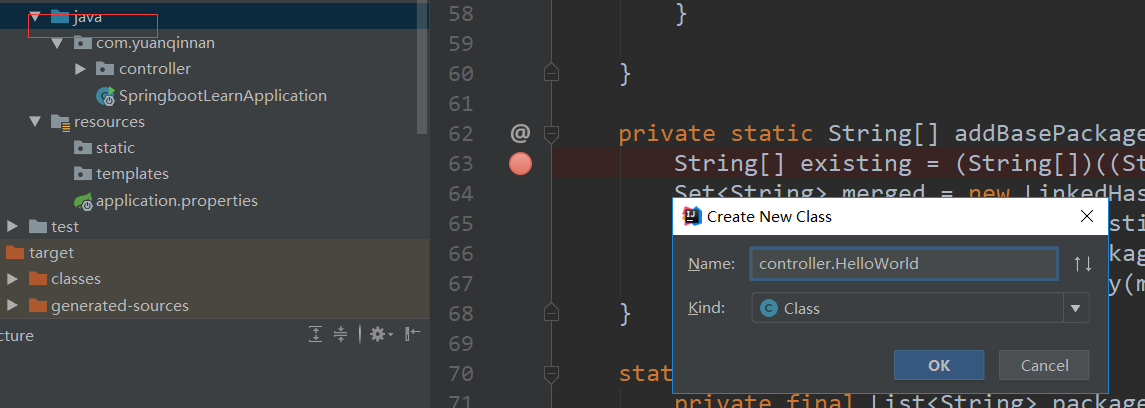 java
com.yuanqinnan
controller
SpringbootLearnApplication
resources
static
templates
application.properties
test
target
classes
generated-sources
cture
58 }
59
60 }
61
62 @ private static String[] addBasePackage
63 String[] existing = (String[])((St
64 Set<String> merged = new LinkedHas
65 sti
66 kag
67 y(m
68 }
69
70 stat
71 private final List<String> package
Create New Class
Name: controller.HelloWorld
Kind: C Class
OK Cancel